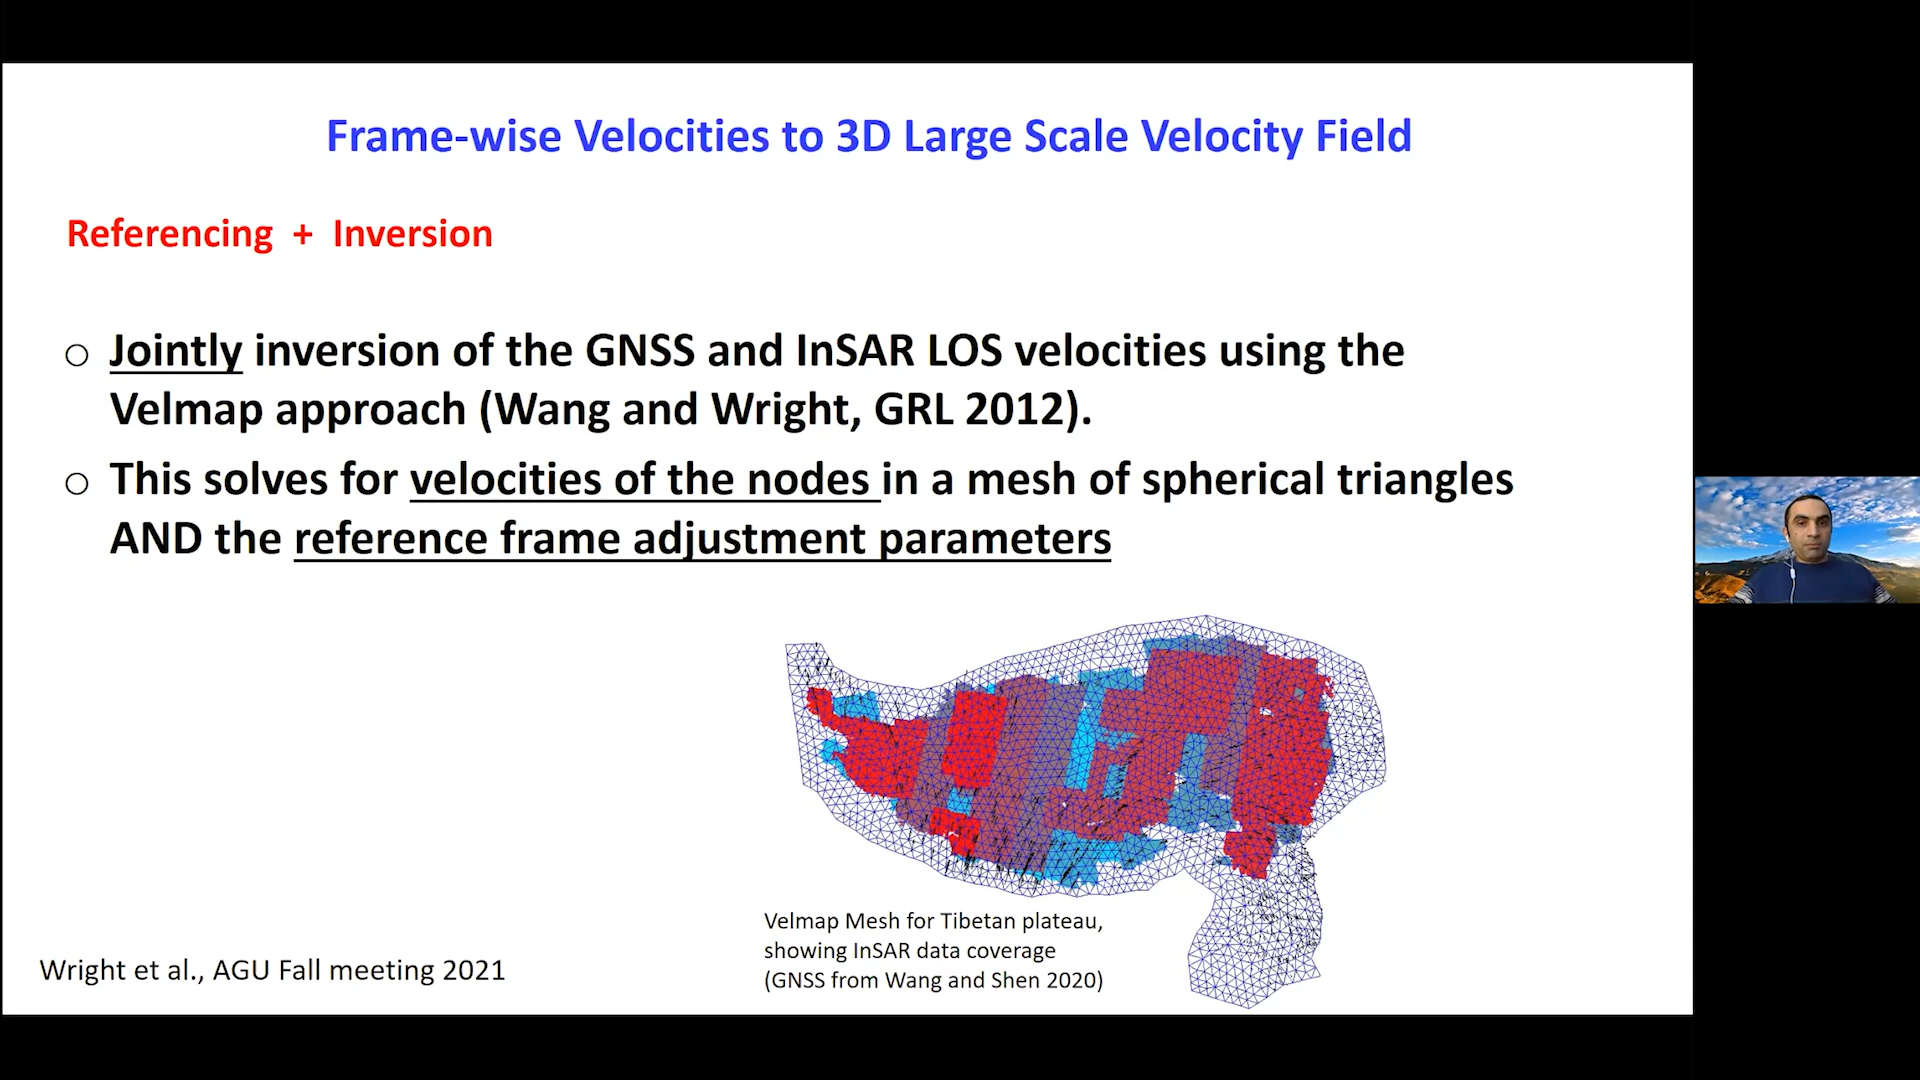 Frame-wise Velocities to 3D Large Scale Velocity Field
Referencing + Inversion
○ Jointly inversion of the GNSS and InSAR LOS velocities using the
Velmap approach (Wang and Wright, GRL 2012).
○ This solves for velocities of the nodes in a mesh of spherical triangles
AND the reference frame adjustment parameters
Velmap Mesh for Tibetan plateau,
showing InSAR data coverage
(GNSS from Wang and Shen 2020)
Wright et al., AGU Fall meeting 2021